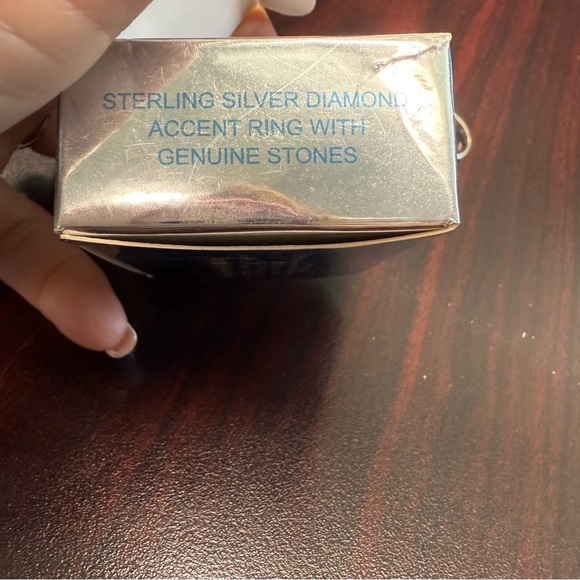 STERLING SILVER DIAMOND
ACCENT RING WITH
GENUINE STONES